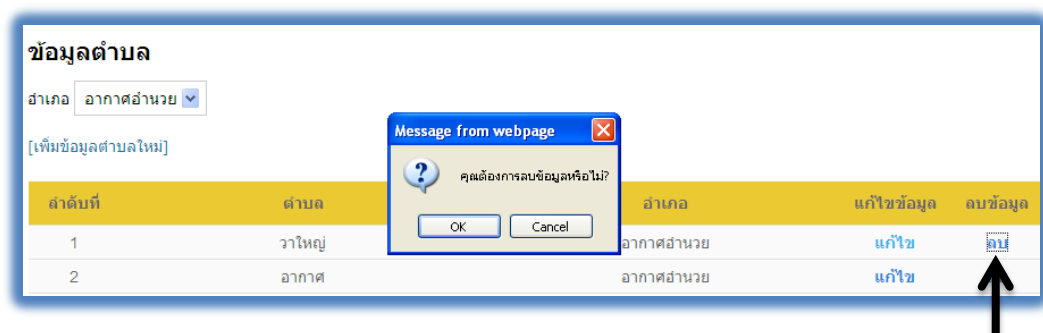 ข้อมูลตำบล
อำเภอ อากาศอำนวย
[เพิ่มข้อมูลตำบลใหม่]
Message from webpage
คุณต้องการลบข้อมูลหรือไม่?
OK Cancel
ลำดับที่ ตำบล อำเภอ แก้ไขข้อมูล ลบข้อมูล
1 วาใหญ่ อากาศอำนวย แก้ไข ลบ
2 อากาศ อากาศอำนวย แก้ไข